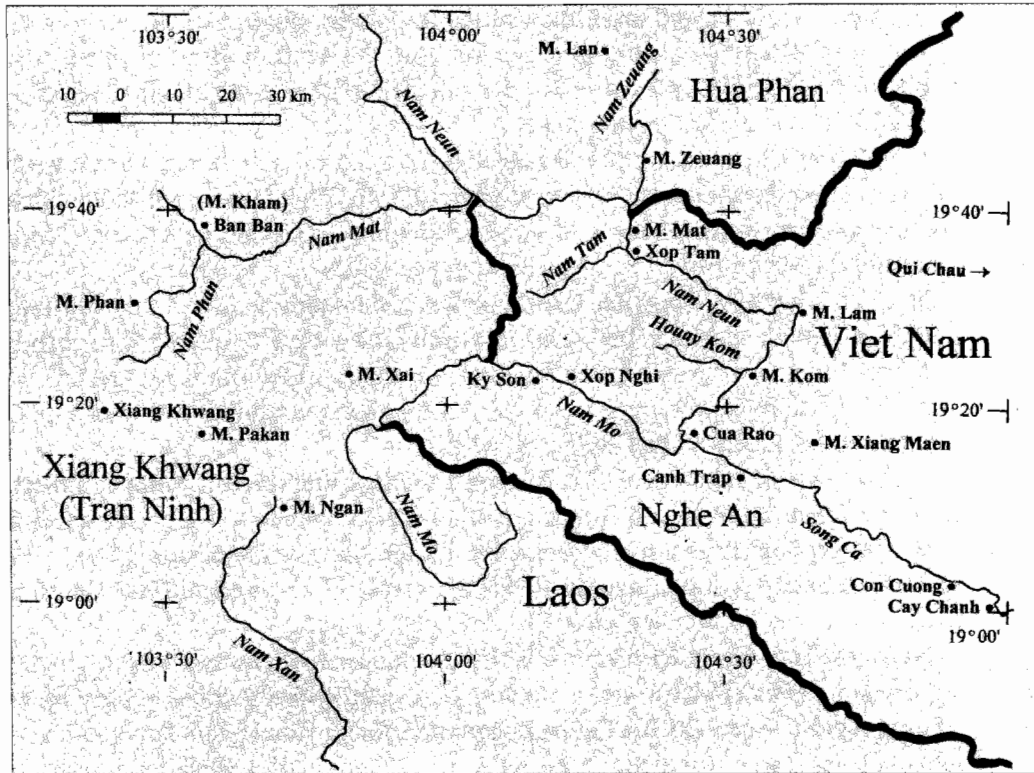 103°30'
104°00'
104°30'
M. Lan
Nam Zeuang
Hua Phan
10 0 10 20 30 km
Nam Neun
M. Zeuang
19°40'
(M. Kham)
Ban Ban
Nam Mat
M. Mat
Xop Tam
19°40'
Nam Tam
Qui Chau →
M. Phan
Nam Phan
Nam Neun
M. Lam
Houay Kom
Viet Nam
M. Xai
Ky Son
Xop Nghi
M. Kom
19°20'
Xiang Khwang
M. Pakan
Nam Mo
Cua Rao
19°20'
M. Xiang Maen
Xiang Khwang
(Tran Ninh)
Canh Trap
M. Ngan
Nam Mo
Nghe An
Song Ca
Laos
Con Cuong
Cay Chanh
19°00'
19°00'
Nam Xan
103°30'
104°00'
104°30'